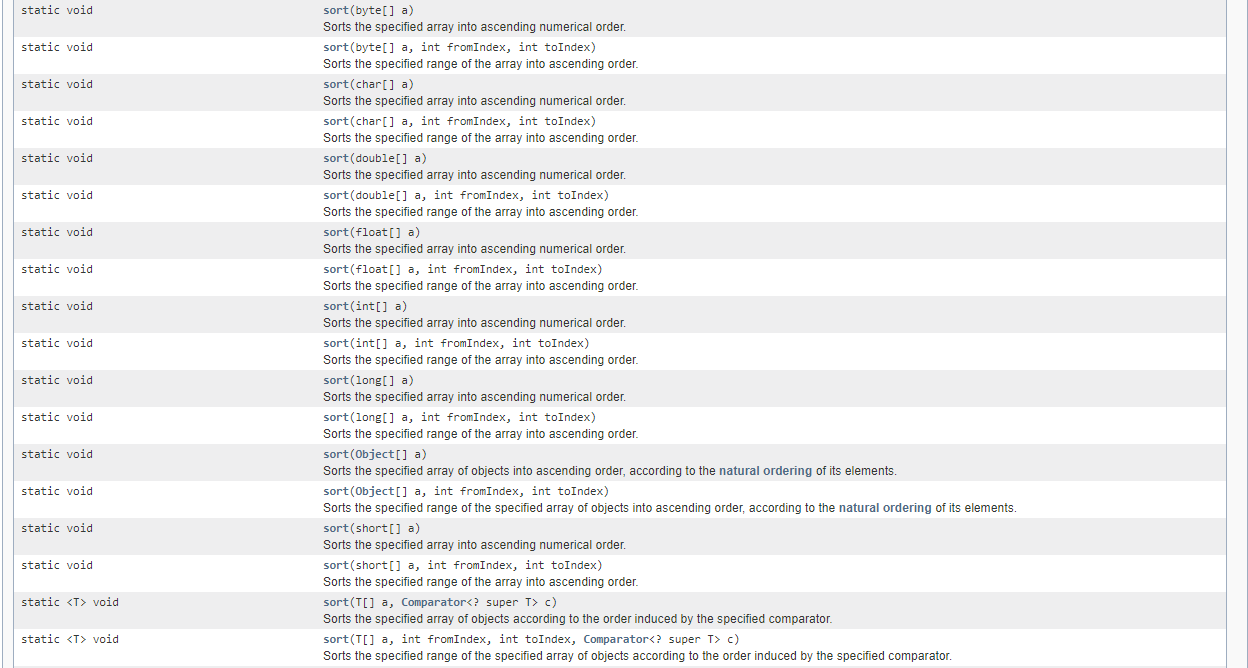 static void sort(byte[] a)
Sorts the specified array into ascending numerical order.
static void sort(byte[] a, int fromIndex, int toIndex)
Sorts the specified range of the array into ascending order.
static void sort(char[] a)
Sorts the specified array into ascending numerical order.
static void sort(char[] a, int fromIndex, int toIndex)
Sorts the specified range of the array into ascending order.
static void sort(double[] a)
Sorts the specified array into ascending numerical order.
static void sort(double[] a, int fromIndex, int toIndex)
Sorts the specified range of the array into ascending order.
static void sort(float[] a)
Sorts the specified array into ascending numerical order.
static void sort(float[] a, int fromIndex, int toIndex)
Sorts the specified range of the array into ascending order.
static void sort(int[] a)
Sorts the specified array into ascending numerical order.
static void sort(int[] a, int fromIndex, int toIndex)
Sorts the specified range of the array into ascending order.
static void sort(long[] a)
Sorts the specified array into ascending numerical order.
static void sort(long[] a, int fromIndex, int toIndex)
Sorts the specified range of the array into ascending order.
static void sort(Object[] a)
Sorts the specified array of objects into ascending order, according to the natural ordering of its elements.
static void sort(Object[] a, int fromIndex, int toIndex)
Sorts the specified range of the specified array of objects into ascending order, according to the natural ordering of its elements.
static void sort(short[] a)
Sorts the specified array into ascending numerical order.
static void sort(short[] a, int fromIndex, int toIndex)
Sorts the specified range of the array into ascending order.
static <T> void sort(T[] a, Comparator<? super T> c)
Sorts the specified array of objects according to the order induced by the specified comparator.
static <T> void sort(T[] a, int fromIndex, int toIndex, Comparator<? super T> c)
Sorts the specified range of the specified array of objects according to the order induced by the specified comparator.